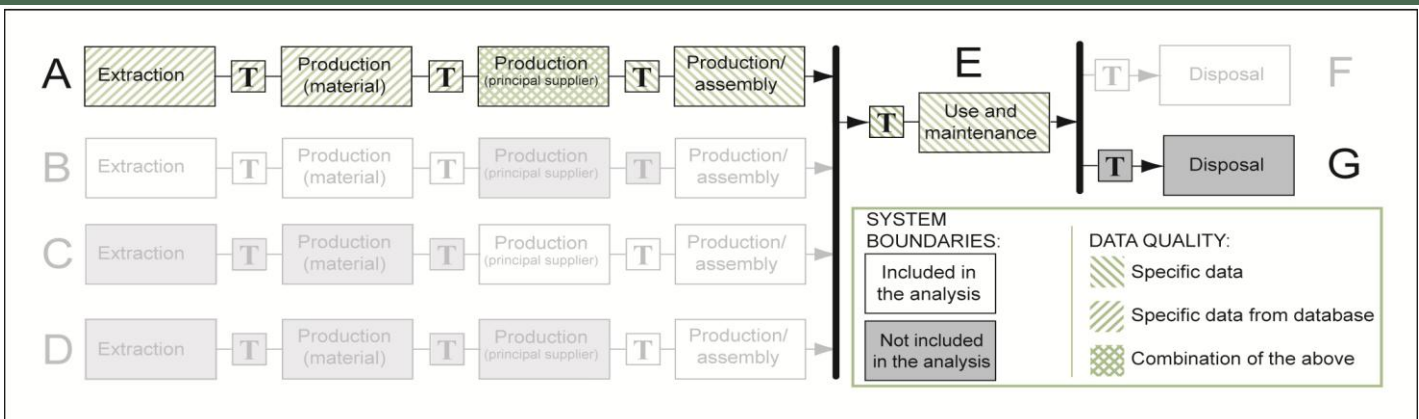 A
Extraction
T
Production
(material)
T
Production
(principal supplier)
T
Production/
assembly
B
Extraction
T
Production
(material)
T
Production
(principal supplier)
T
Production/
assembly
C
Extraction
T
Production
(material)
T
Production
(principal supplier)
T
Production/
assembly
D
Extraction
T
Production
(material)
T
Production
(principal supplier)
T
Production/
assembly
E
T
Use and
maintenance
T
Disposal
F
T
Disposal
G
SYSTEM
BOUNDARIES:
Included in
the analysis
Not included
in the analysis
DATA QUALITY:
Specific data
Specific data from database
Combination of the above